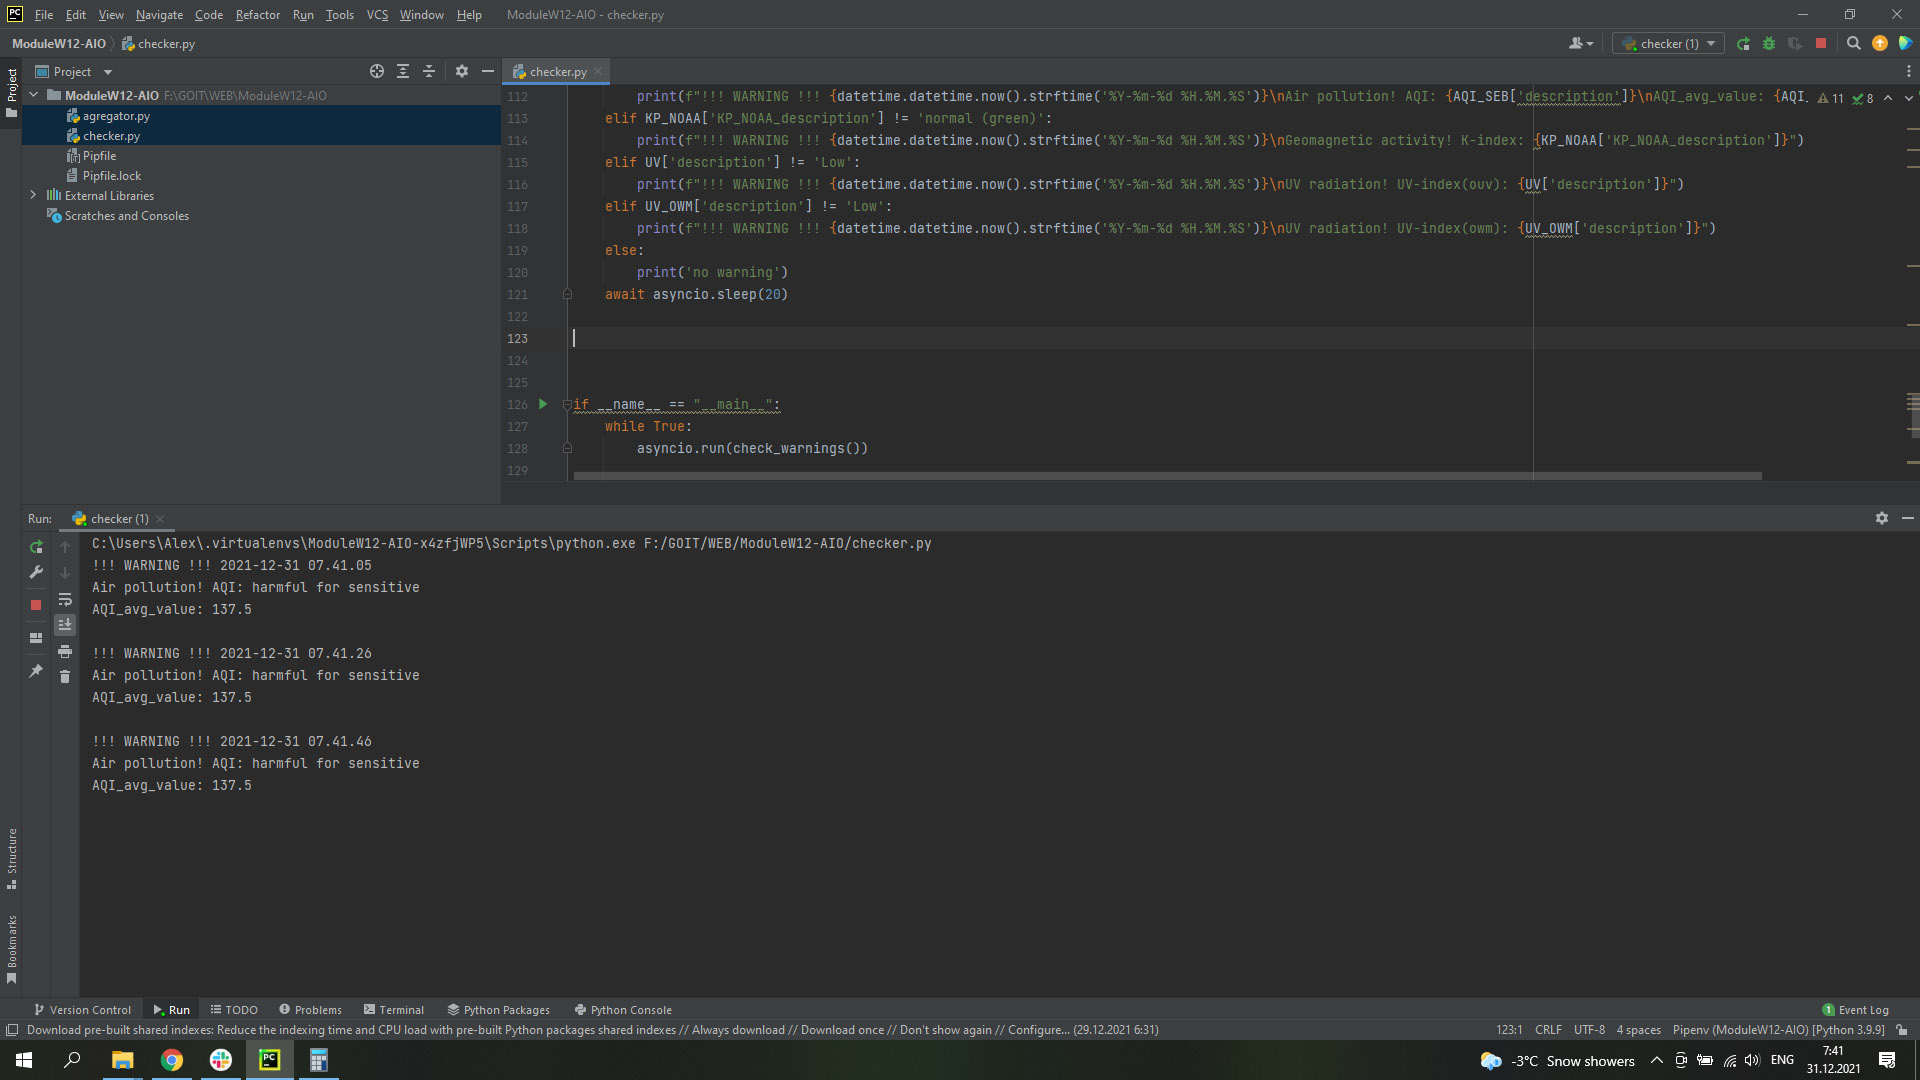 File Edit View Navigate Code Refactor Run Tools VCS Window Help ModuleW12-AIO - checker.py
ModuleW12-AIO checker.py checker (1)
Project checker.py
Project
ModuleW12-AIO F:\GOIT\WEB\ModuleW12-AIO
agregator.py
checker.py
Pipfile
Pipfile.lock
External Libraries
Scratches and Consoles
112 print(f"!!! WARNING !!! {datetime.datetime.now().strftime('%Y-%m-%d %H.%M.%S')}\nAir pollution! AQI: {AQI_SEB['description']}\nAQI_avg_value: {AQI_ 11 8
113 elif KP_NOAA['KP_NOAA_description'] != 'normal (green)':
114 print(f"!!! WARNING !!! {datetime.datetime.now().strftime('%Y-%m-%d %H.%M.%S')}\nGeomagnetic activity! K-index: {KP_NOAA['KP_NOAA_description']}")
115 elif UV['description'] != 'Low':
116 print(f"!!! WARNING !!! {datetime.datetime.now().strftime('%Y-%m-%d %H.%M.%S')}\nUV radiation! UV-index(ouv): {UV['description']}")
117 elif UV_OWM['description'] != 'Low':
118 print(f"!!! WARNING !!! {datetime.datetime.now().strftime('%Y-%m-%d %H.%M.%S')}\nUV radiation! UV-index(owm): {UV_OWM['description']}")
119 else:
120 print('no warning')
121 await asyncio.sleep(20)
122
123
124
125
126 if __name__ == "__main__":
127 while True:
128 asyncio.run(check_warnings())
129
Run: checker (1)
C:\Users\Alex\.virtualenvs\ModuleW12-AIO-x4zfjWP5\Scripts\python.exe F:/GOIT/WEB/ModuleW12-AIO/checker.py
!!! WARNING !!! 2021-12-31 07.41.05
Air pollution! AQI: harmful for sensitive
AQI_avg_value: 137.5
!!! WARNING !!! 2021-12-31 07.41.26
Air pollution! AQI: harmful for sensitive
AQI_avg_value: 137.5
!!! WARNING !!! 2021-12-31 07.41.46
Air pollution! AQI: harmful for sensitive
AQI_avg_value: 137.5
Structure
Bookmarks
Version Control Run TODO Problems Terminal Python Packages Python Console 1 Event Log
Download pre-built shared indexes: Reduce the indexing time and CPU load with pre-built Python packages shared indexes // Always download // Download once // Don't show again // Configure... (29.12.2021 6:31) 123:1 CRLF UTF-8 4 spaces Pipenv (ModuleW12-AIO) [Python 3.9.9]
PC -3°C Snow showers ENG 7:41
31.12.2021